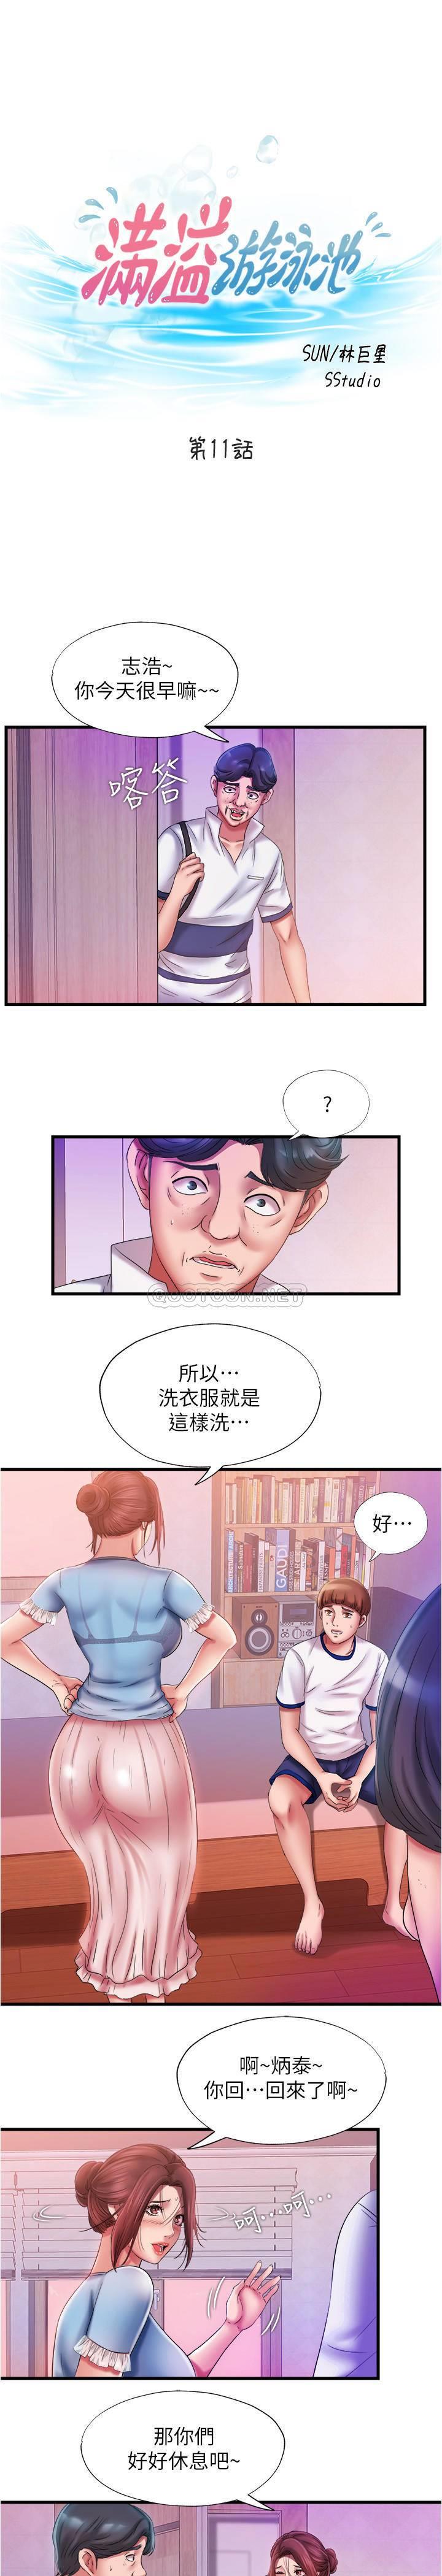 滿溢游泳池
SUN/林巨星
SStudio
第11話
志浩~
你今天很早嘛~~
喀答
?
QUOTOON.NET
所以…
洗衣服就是
這樣洗…
好…
GAUDI
啊~炳泰~
你回…回來了啊~
呵…呵…
那你們
好好休息吧~